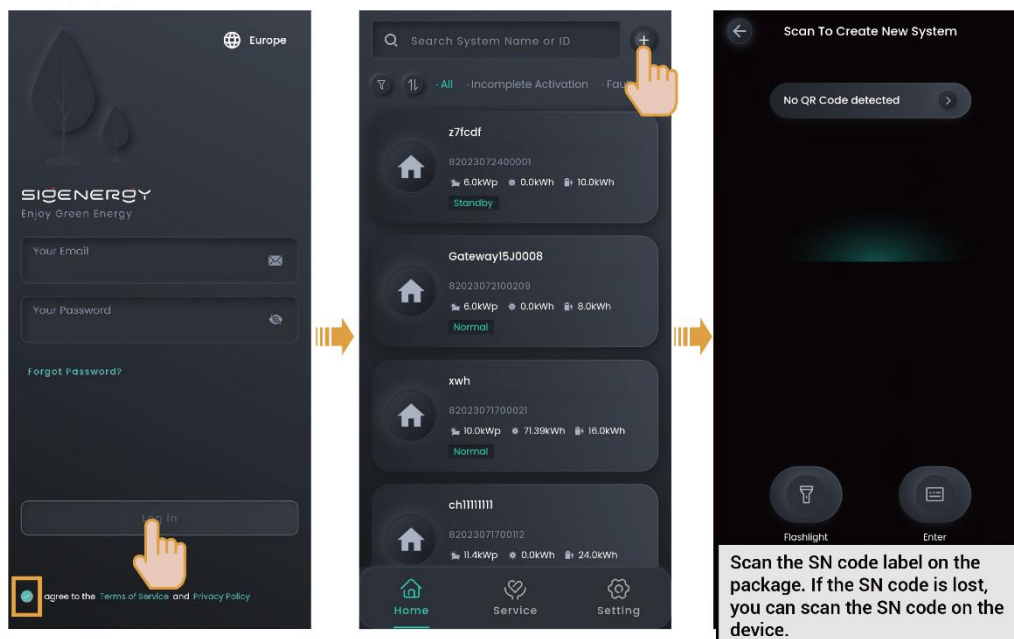 Europe
SIGENERGY
Enjoy Green Energy
Your Email
Your Password
Forgot Password?
Log in
agree to the Terms of Service and Privacy Policy
Search System Name or ID
All
Incomplete Activation
z7fcdf
82023072400001
6.0kWp 0.0kWh 10.0kWh
Standby
Gateway15J0008
82023072100209
6.0kWp 0.0kWh 8.0kWh
Normal
xwh
82023071700021
10.0kWp 71.39kWh 16.0kWh
Normal
ch11111111
82023071700112
11.4kWp 0.0kWh 24.0kWh
Home Service Setting
Scan To Create New System
No QR Code detected
Flashlight Enter
Scan the SN code label on the
package. If the SN code is lost,
you can scan the SN code on the
device.